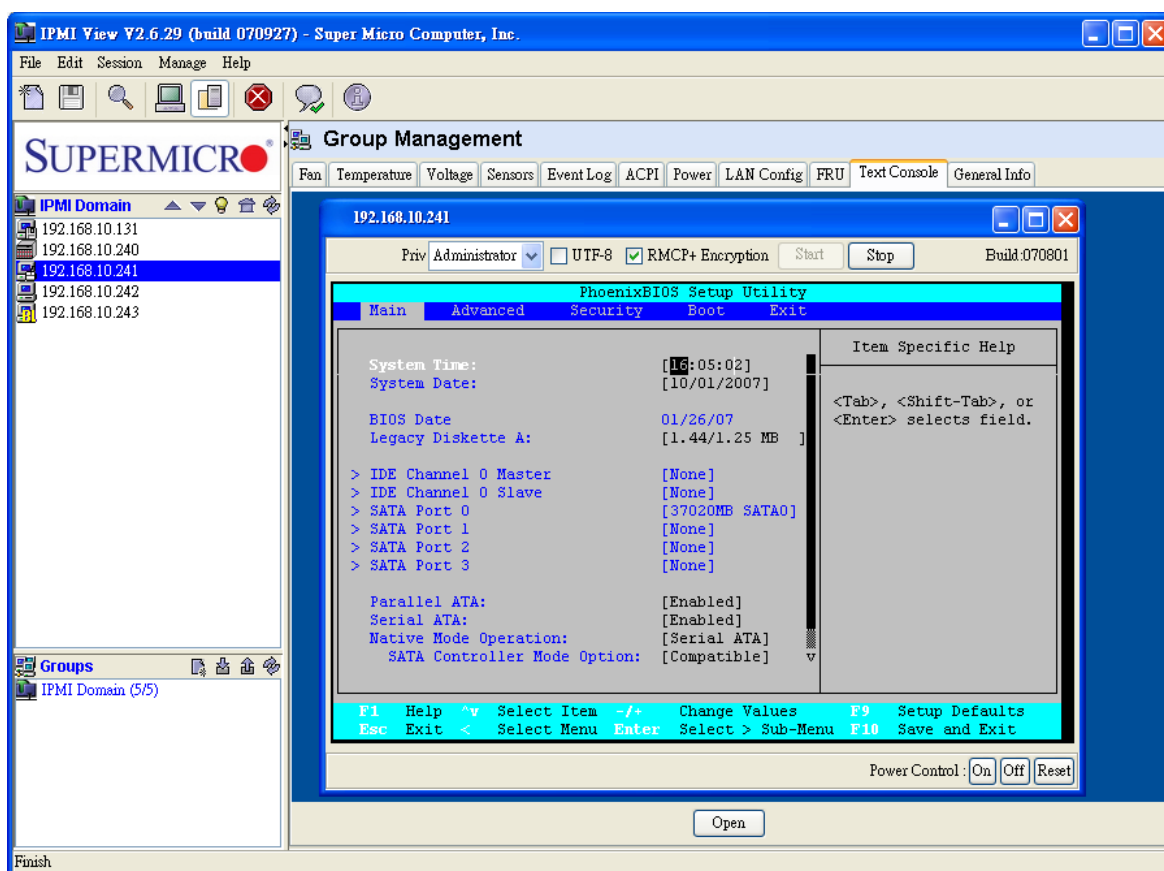 IPMI View V2.6.29 (build 070927) - Super Micro Computer, Inc.
File Edit Session Manage Help
SUPERMICRO®
Group Management
Fan Temperature Voltage Sensors Event Log ACPI Power LAN Config FRU Text Console General Info
IPMI Domain
192.168.10.131
192.168.10.240
192.168.10.241
192.168.10.242
192.168.10.243
Groups
IPMI Domain (5/5)
192.168.10.241
Priv Administrator UTF-8 RMCP+ Encryption Start Stop Build:070801
PhoenixBIOS Setup Utility
Main Advanced Security Boot Exit
Item Specific Help
System Time: [16:05:02]
System Date: [10/01/2007]
<Tab>, <Shift-Tab>, or
<Enter> selects field.
BIOS Date 01/26/07
Legacy Diskette A: [1.44/1.25 MB ]
> IDE Channel 0 Master [None]
> IDE Channel 0 Slave [None]
> SATA Port 0 [37020MB SATA0]
> SATA Port 1 [None]
> SATA Port 2 [None]
> SATA Port 3 [None]
Parallel ATA: [Enabled]
Serial ATA: [Enabled]
Native Mode Operation: [Serial ATA]
SATA Controller Mode Option: [Compatible]
F1 Help ^v Select Item -/+ Change Values F9 Setup Defaults
Esc Exit < Select Menu Enter Select > Sub-Menu F10 Save and Exit
Power Control : On Off Reset
Open
Finish